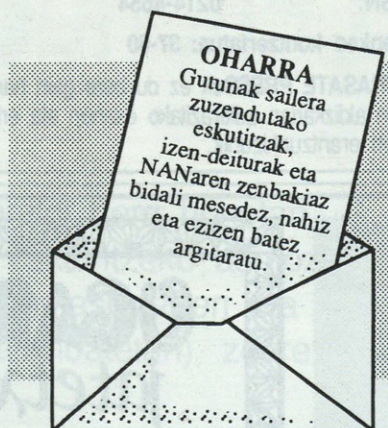 OHARRA
Gutunak sailera
zuzendutako
eskutitzak,
izen-deiturak eta
NANaren zenbakiaz
bidali mesedez, nahiz
eta ezizen batez
argitaratu.